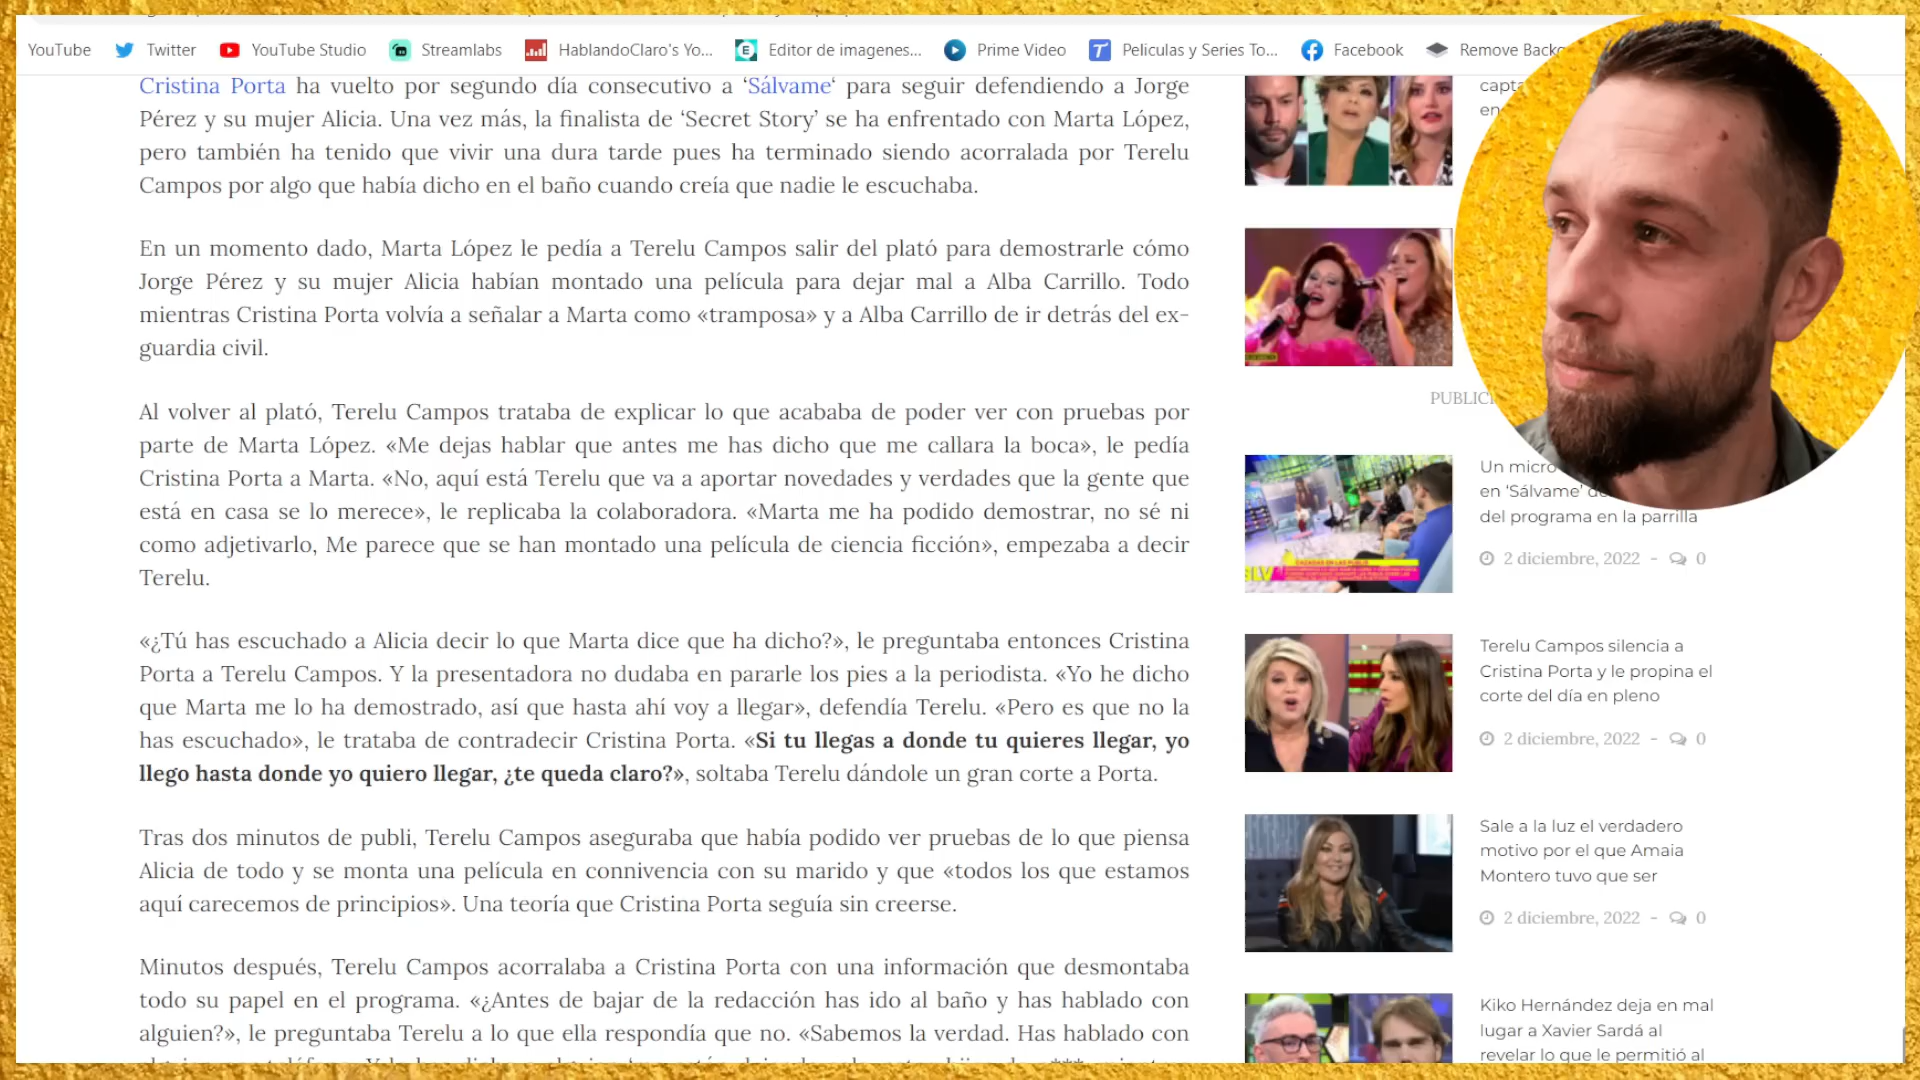 YouTube Twitter YouTube Studio Streamlabs HablandoClaro's Yo... Editor de imagenes... Prime Video Peliculas y Series To... Facebook Remove
Cristina Porta ha vuelto por segundo día consecutivo a ‘Sálvame‘ para seguir defendiendo a Jorge
Pérez y su mujer Alicia. Una vez más, la finalista de ‘Secret Story’ se ha enfrentado con Marta López,
pero también ha tenido que vivir una dura tarde pues ha terminado siendo acorralada por Terelu
Campos por algo que había dicho en el baño cuando creía que nadie le escuchaba.
En un momento dado, Marta López le pedía a Terelu Campos salir del plató para demostrarle cómo
Jorge Pérez y su mujer Alicia habían montado una película para dejar mal a Alba Carrillo. Todo
mientras Cristina Porta volvía a señalar a Marta como «tramposa» y a Alba Carrillo de ir detrás del ex-
guardia civil.
Al volver al plató, Terelu Campos trataba de explicar lo que acababa de poder ver con pruebas por
parte de Marta López. «Me dejas hablar que antes me has dicho que me callara la boca», le pedía
Cristina Porta a Marta. «No, aquí está Terelu que va a aportar novedades y verdades que la gente que
está en casa se lo merece», le replicaba la colaboradora. «Marta me ha podido demostrar, no sé ni
como adjetivarlo, Me parece que se han montado una película de ciencia ficción», empezaba a decir
Terelu.
«¿Tú has escuchado a Alicia decir lo que Marta dice que ha dicho?», le preguntaba entonces Cristina
Porta a Terelu Campos. Y la presentadora no dudaba en pararle los pies a la periodista. «Yo he dicho
que Marta me lo ha demostrado, así que hasta ahí voy a llegar», defendía Terelu. «Pero es que no la
has escuchado», le trataba de contradecir Cristina Porta. «Si tu llegas a donde tu quieres llegar, yo
llego hasta donde yo quiero llegar, ¿te queda claro?», soltaba Terelu dándole un gran corte a Porta.
Tras dos minutos de publi, Terelu Campos aseguraba que había podido ver pruebas de lo que piensa
Alicia de todo y se monta una película en connivencia con su marido y que «todos los que estamos
aquí carecemos de principios». Una teoría que Cristina Porta seguía sin creerse.
Minutos después, Terelu Campos acorralaba a Cristina Porta con una información que desmontaba
todo su papel en el programa. «¿Antes de bajar de la redacción has ido al baño y has hablado con
alguien?», le preguntaba Terelu a lo que ella respondía que no. «Sabemos la verdad. Has hablado con
Un micro
en 'Sálvame'
del programa en la parrilla
2 diciembre, 2022 - 0
Terelu Campos silencia a
Cristina Porta y le propina el
corte del día en pleno
2 diciembre, 2022 - 0
Sale a la luz el verdadero
motivo por el que Amaia
Montero tuvo que ser
2 diciembre, 2022 - 0
Kiko Hernández deja en mal
lugar a Xavier Sardá al
revelar lo que le permitió al